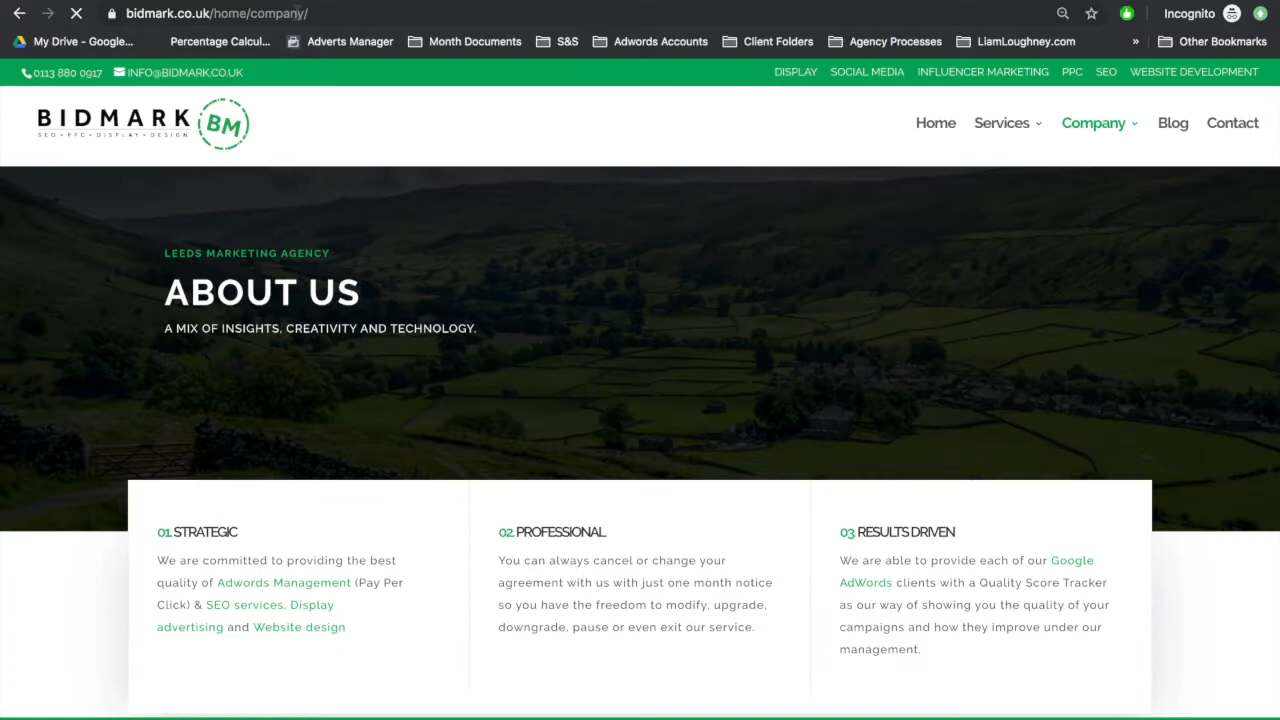 bidmark.co.uk/home/company/
Incognito
My Drive - Google...
Percentage Calcul...
Adverts Manager
Month Documents
S&S
Adwords Accounts
Client Folders
Agency Processes
LiamLoughney.com
»
Other Bookmarks
0113 880 0917
INFO@BIDMARK.CO.UK
DISPLAY
SOCIAL MEDIA
INFLUENCER MARKETING
PPC
SEO
WEBSITE DEVELOPMENT
BIDMARK
SEO • PPC • DISPLAY • DESIGN
BM
Home
Services
Company
Blog
Contact
LEEDS MARKETING AGENCY
ABOUT US
A MIX OF INSIGHTS, CREATIVITY AND TECHNOLOGY.
01. STRATEGIC
We are committed to providing the best
quality of Adwords Management (Pay Per
Click) & SEO services, Display
advertising and Website design
02. PROFESSIONAL
You can always cancel or change your
agreement with us with just one month notice
so you have the freedom to modify, upgrade,
downgrade, pause or even exit our service.
03. RESULTS DRIVEN
We are able to provide each of our Google
AdWords clients with a Quality Score Tracker
as our way of showing you the quality of your
campaigns and how they improve under our
management.